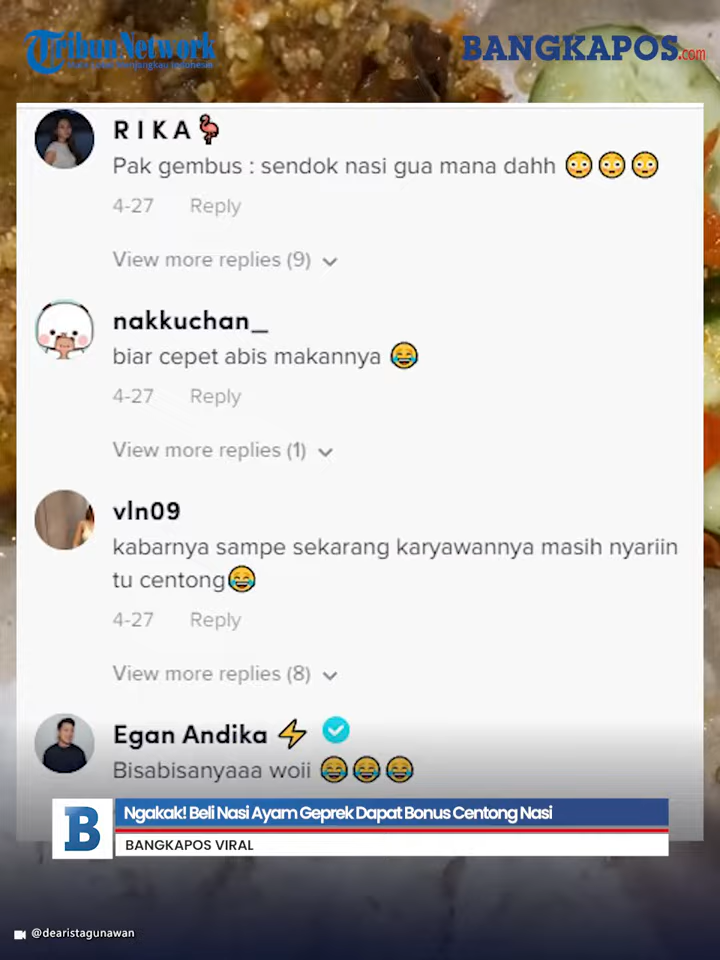 Tribun Network
BANGKAPOS.com
RIKA🦩
Pak gembus : sendok nasi gua mana dahh 😳😳😳
4-27 Reply
View more replies (9)
nakkuchan_
biar cepet abis makannya 😂
4-27 Reply
View more replies (1)
vln09
kabarnya sampe sekarang karyawannya masih nyariin
tu centong😂
4-27 Reply
View more replies (8)
Egan Andika ⚡
Bisabisanyaaa woii 😂😂😂
B
Ngakak! Beli Nasi Ayam Geprek Dapat Bonus Centong Nasi
BANGKAPOS VIRAL
@dearistagunawan